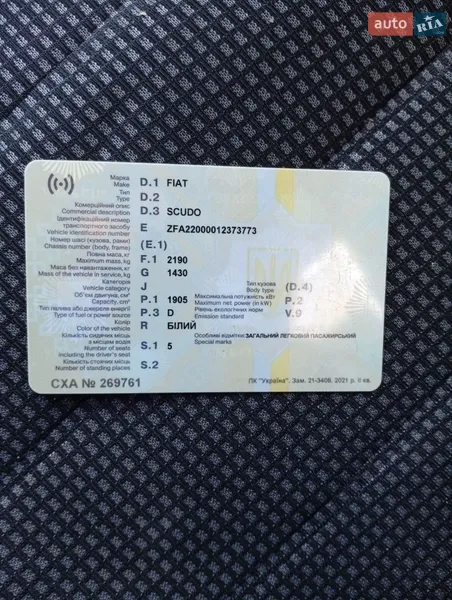 auto RIA
Марка
Make D.1 FIAT
Тип
Type D.2
Комерційний опис
Commercial description D.3 SCUDO
Ідентифікаційний номер
транспортного засобу
Vehicle identification number E ZFA22000012373773
Номер шасі (кузова, рами)
Chassis number (body, frame) (E.1)
Повна маса, кг
Maximum mass, kg F.1 2190
Маса без навантаження, кг
Mass of the vehicle in service, kg G 1430
Категорія
Vehicle category J Тип кузова
Body type (D.4)
Об'єм двигуна, см³
Capacity, cm³ P.1 1905 Максимальна потужність кВт
Maximum net power (in kW) P.2
Тип палива або джерела енергії
Type of fuel or power source P.3 D Рівень екологічних норм
Emission standard V.9
Колір
Color of the vehicle R БІЛИЙ
Кількість сидячих місць
з місцем водія
Number of seats
including the driver's seat S.1 5 Особливі відмітки: ЗАГАЛЬНИЙ ЛЕГКОВИЙ ПАСАЖИРСЬКИЙ
Special marks
Кількість стоячих місць
Number of standing places S.2
СХА № 269761
ПК "Україна". Зам. 21-3409, 2021 р. II кв.